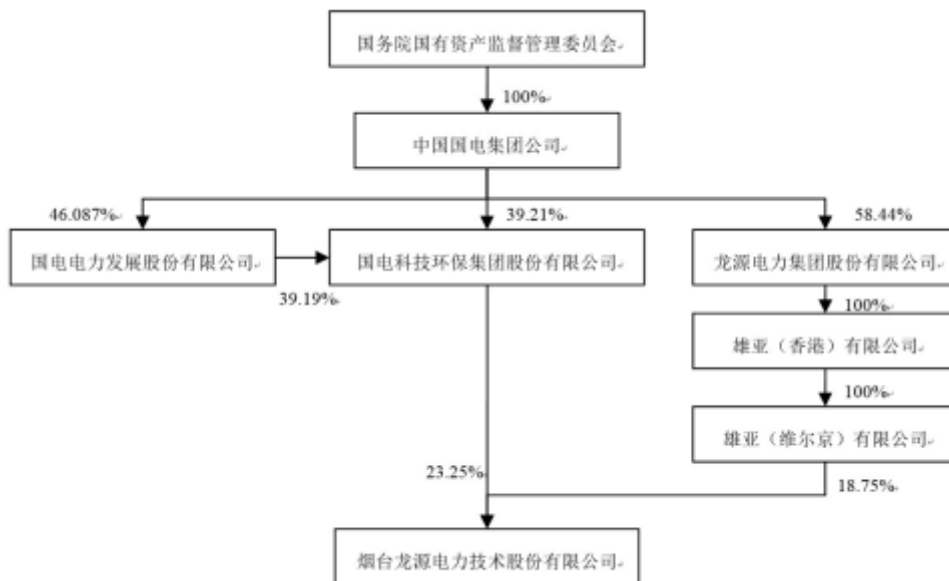 国务院国有资产监督管理委员会
100%
中国国电集团公司
46.087%
39.21%
58.44%
国电电力发展股份有限公司
国电科技环保集团股份有限公司
龙源电力集团股份有限公司
39.19%
100%
雄亚（香港）有限公司
100%
雄亚（维尔京）有限公司
23.25%
18.75%
烟台龙源电力技术股份有限公司